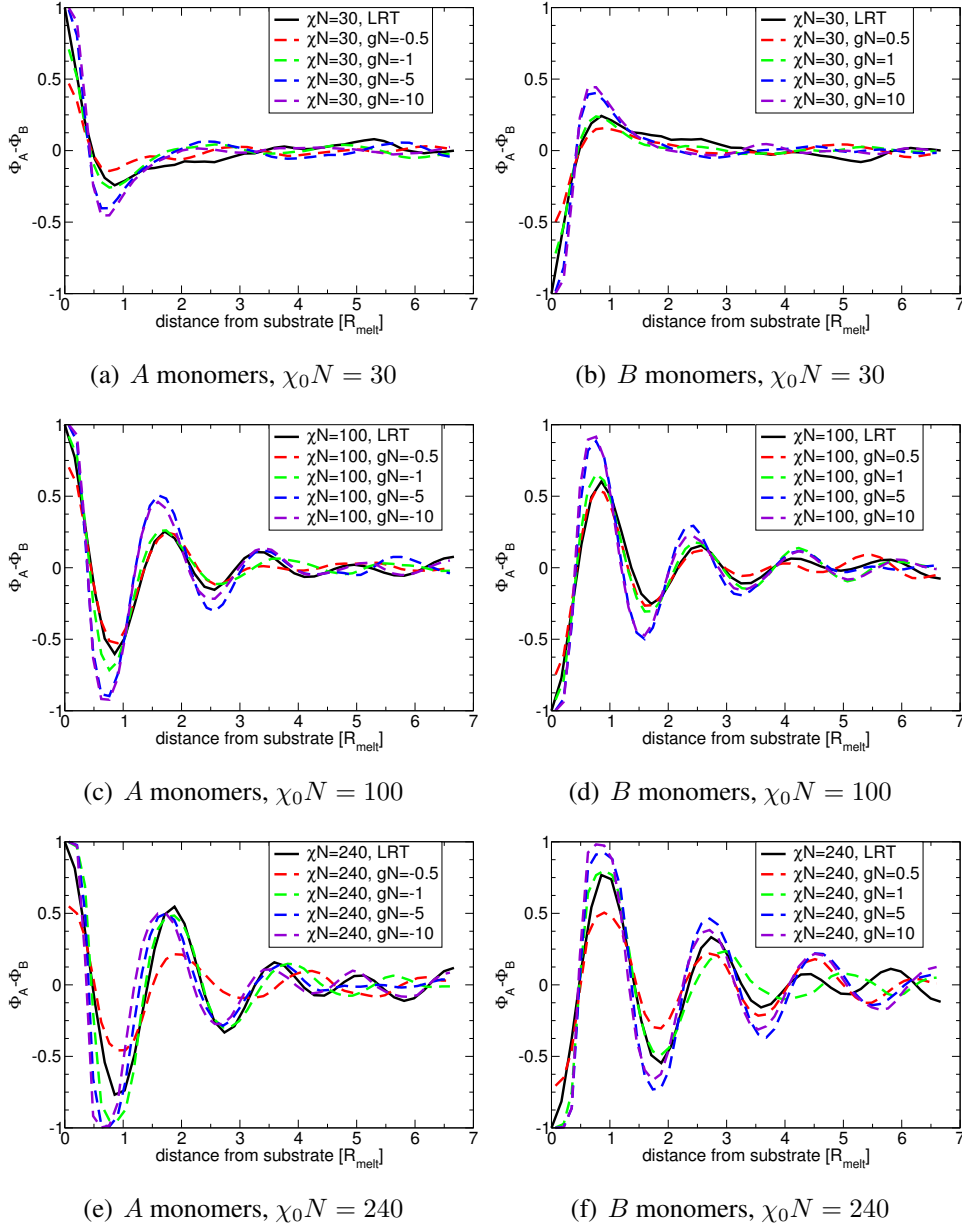 1
0.5
0
-0.5
-1
Φ_A-Φ_B
χN=30, LRT
χN=30, gN=-0.5
χN=30, gN=-1
χN=30, gN=-5
χN=30, gN=-10
0 1 2 3 4 5 6 7
distance from substrate [R_melt]
(a) A monomers, χ₀N = 30
1
0.5
0
-0.5
-1
Φ_A-Φ_B
χN=30, LRT
χN=30, gN=0.5
χN=30, gN=1
χN=30, gN=5
χN=30, gN=10
0 1 2 3 4 5 6 7
distance from substrate [R_melt]
(b) B monomers, χ₀N = 30
1
0.5
0
-0.5
-1
Φ_A-Φ_B
χN=100, LRT
χN=100, gN=-0.5
χN=100, gN=-1
χN=100, gN=-5
χN=100, gN=-10
0 1 2 3 4 5 6 7
distance from substrate [R_melt]
(c) A monomers, χ₀N = 100
1
0.5
0
-0.5
-1
Φ_A-Φ_B
χN=100, LRT
χN=100, gN=0.5
χN=100, gN=1
χN=100, gN=5
χN=100, gN=10
0 1 2 3 4 5 6 7
distance from substrate [R_melt]
(d) B monomers, χ₀N = 100
1
0.5
0
-0.5
-1
Φ_A-Φ_B
χN=240, LRT
χN=240, gN=-0.5
χN=240, gN=-1
χN=240, gN=-5
χN=240, gN=-10
0 1 2 3 4 5 6 7
distance from substrate [R_melt]
(e) A monomers, χ₀N = 240
1
0.5
0
-0.5
-1
Φ_A-Φ_B
χN=240, LRT
χN=240, gN=0.5
χN=240, gN=1
χN=240, gN=5
χN=240, gN=10
0 1 2 3 4 5 6 7
distance from substrate [R_melt]
(f) B monomers, χ₀N = 240